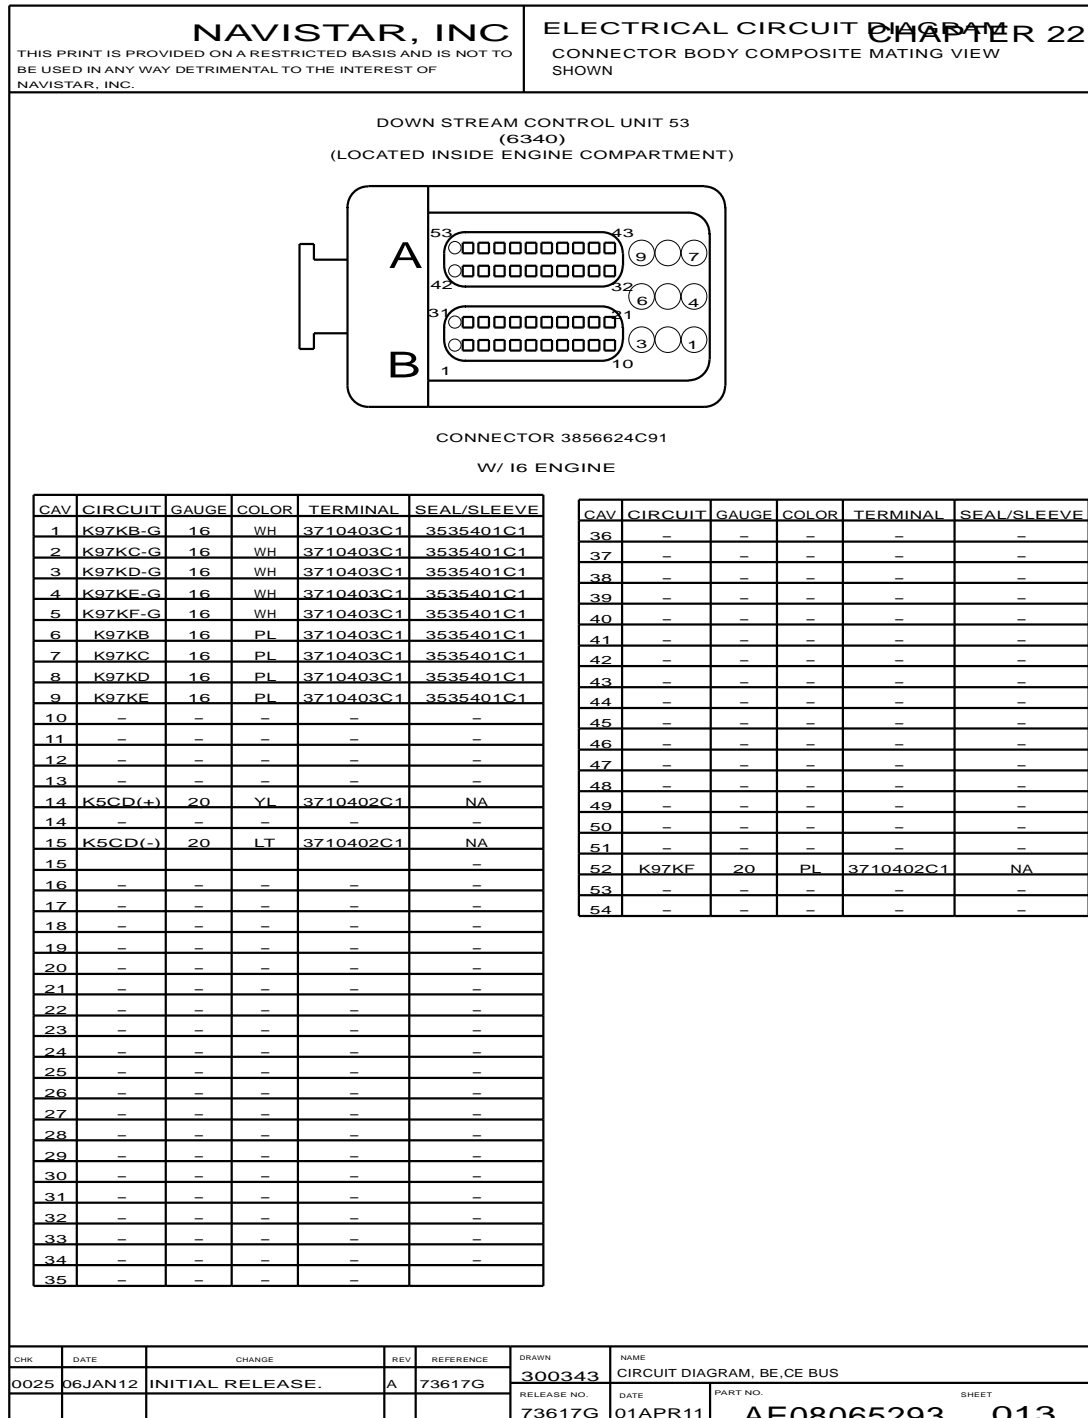 NAVISTAR, INC
THIS PRINT IS PROVIDED ON A RESTRICTED BASIS AND IS NOT TO
BE USED IN ANY WAY DETRIMENTAL TO THE INTEREST OF
NAVISTAR, INC.
ELECTRICAL CIRCUIT DIAGRAM
CHAPTER 22
CONNECTOR BODY COMPOSITE MATING VIEW
SHOWN
DOWN STREAM CONTROL UNIT 53
(6340)
(LOCATED INSIDE ENGINE COMPARTMENT)
53 43
A 9 7
42 32
6 4
31 21
3 1
B 1 10
CONNECTOR 3856624C91
W/ I6 ENGINE
CAV CIRCUIT GAUGE COLOR TERMINAL SEAL/SLEEVE
1 K97KB-G 16 WH 3710403C1 3535401C1
2 K97KC-G 16 WH 3710403C1 3535401C1
3 K97KD-G 16 WH 3710403C1 3535401C1
4 K97KE-G 16 WH 3710403C1 3535401C1
5 K97KF-G 16 WH 3710403C1 3535401C1
6 K97KB 16 PL 3710403C1 3535401C1
7 K97KC 16 PL 3710403C1 3535401C1
8 K97KD 16 PL 3710403C1 3535401C1
9 K97KE 16 PL 3710403C1 3535401C1
10 – – – – –
11 – – – – –
12 – – – – –
13 – – – – –
14 K5CD(+) 20 YL 3710402C1 NA
14 – – – – –
15 K5CD(-) 20 LT 3710402C1 NA
15 –
16 – – – – –
17 – – – – –
18 – – – – –
19 – – – – –
20 – – – – –
21 – – – – –
22 – – – – –
23 – – – – –
24 – – – – –
25 – – – – –
26 – – – – –
27 – – – – –
28 – – – – –
29 – – – – –
30 – – – – –
31 – – – – –
32 – – – – –
33 – – – – –
34 – – – – –
35 – – – –
CAV CIRCUIT GAUGE COLOR TERMINAL SEAL/SLEEVE
36 – – – – –
37 – – – – –
38 – – – – –
39 – – – – –
40 – – – – –
41 – – – – –
42 – – – – –
43 – – – – –
44 – – – – –
45 – – – – –
46 – – – – –
47 – – – – –
48 – – – – –
49 – – – – –
50 – – – – –
51 – – – – –
52 K97KF 20 PL 3710402C1 NA
53 – – – – –
54 – – – – –
CHK DATE CHANGE REV REFERENCE
0025 06JAN12 INITIAL RELEASE. A 73617G
DRAWN
300343
NAME
CIRCUIT DIAGRAM, BE,CE BUS
RELEASE NO. DATE PART NO. SHEET
73617G 01APR11 AE08065293 013